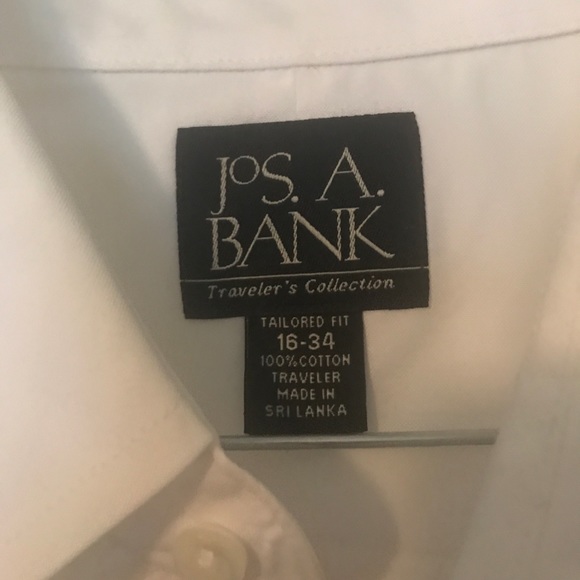 JOS. A.
BANK
Traveler's Collection
TAILORED FIT
16-34
100% COTTON
TRAVELER
MADE IN
SRI LANKA